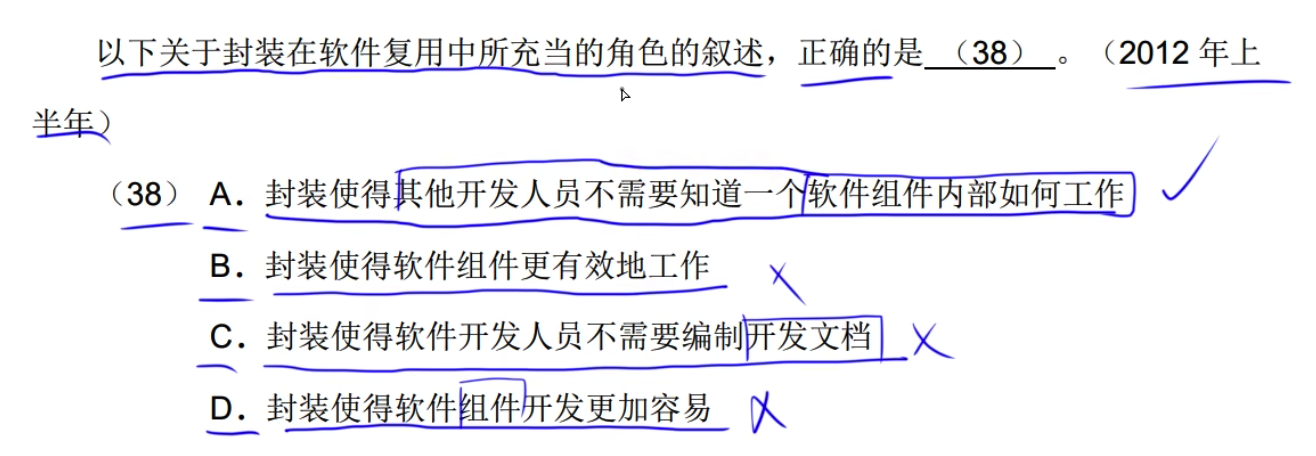 以下关于封装在软件复用中所充当的角色的叙述，正确的是（38）。（2012 年上
半年）
（38） A．封装使得其他开发人员不需要知道一个软件组件内部如何工作
B．封装使得软件组件更有效地工作
C．封装使得软件开发人员不需要编制开发文档
D．封装使得软件组件开发更加容易